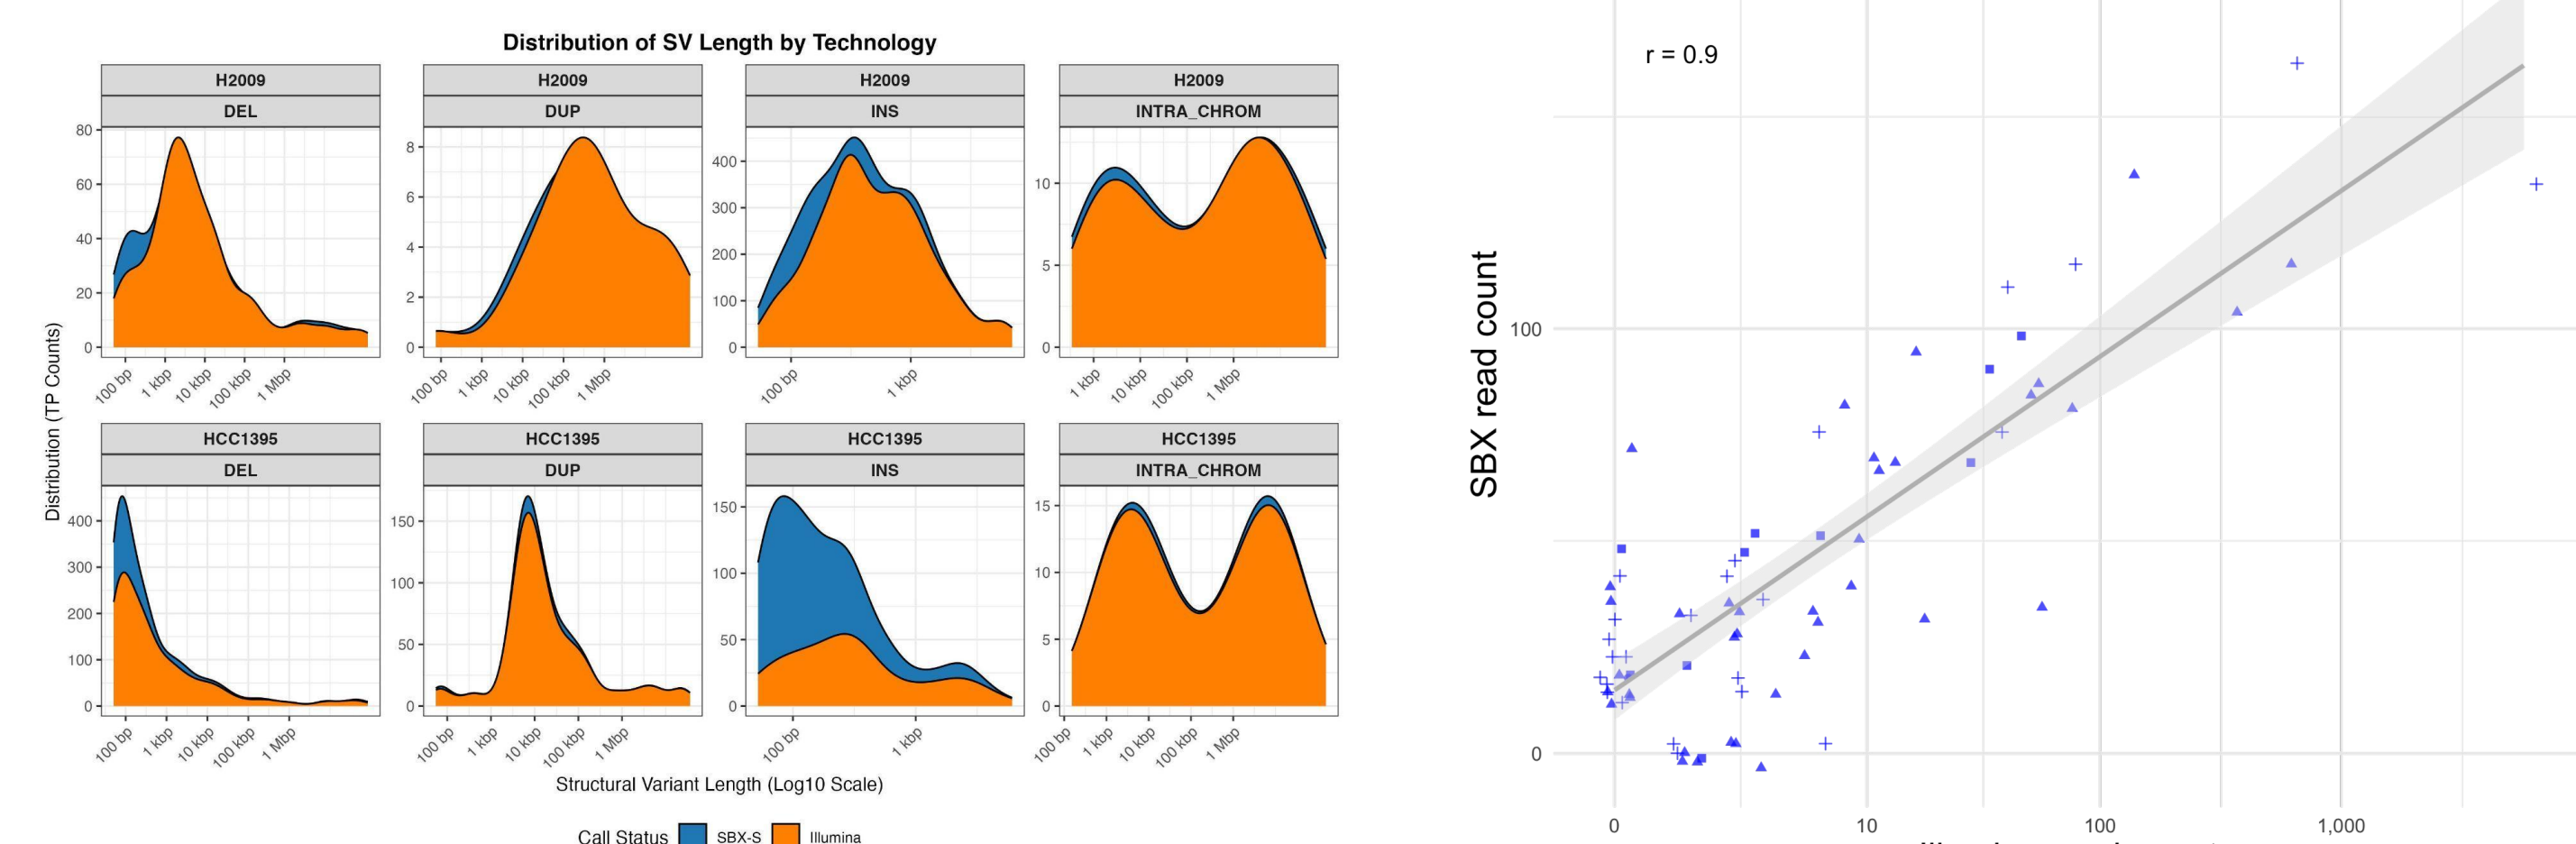 Distribution of SV Length by Technology
H2009 H2009 H2009 H2009
DEL DUP INS INTRA_CHROM
80 60 40 20 0
8 6 4 2 0
400 300 200 100 0
10 5 0
100 bp 1 kbp 10 kbp 100 kbp 1 Mbp
100 bp 1 kbp 10 kbp 100 kbp 1 Mbp
100 bp 1 kbp
1 kbp 10 kbp 100 kbp 1 Mbp
Distribution (TP Counts)
HCC1395 HCC1395 HCC1395 HCC1395
DEL DUP INS INTRA_CHROM
400 300 200 100 0
150 100 50 0
150 100 50 0
15 10 5 0
100 bp 1 kbp 10 kbp 100 kbp 1 Mbp
100 bp 1 kbp 10 kbp 100 kbp 1 Mbp
100 bp 1 kbp
100 bp 1 kbp 10 kbp 100 kbp 1 Mbp
Structural Variant Length (Log10 Scale)
Call Status SBX-S Illumina
r = 0.9
SBX read count
100
0
0 10 100 1,000